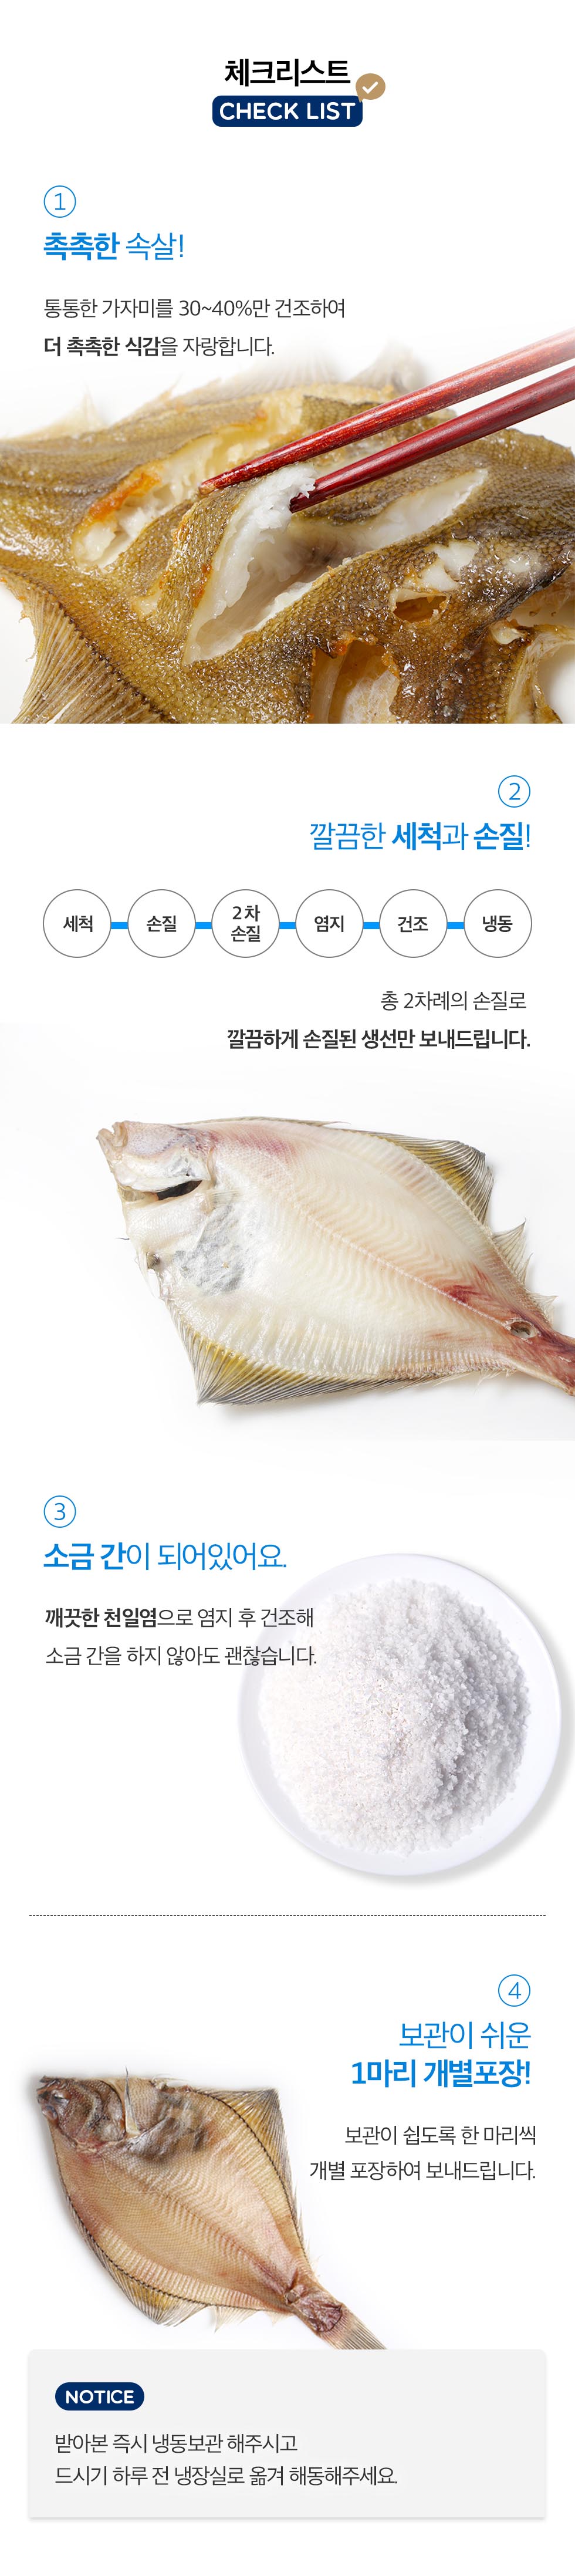 체크리스트
CHECK LIST
1
촉촉한 속살!
통통한 가자미를 30~40%만 건조하여
더 촉촉한 식감을 자랑합니다.
2
깔끔한 세척과 손질!
세척
손질
2차
손질
염지
건조
냉동
총 2차례의 손질로
깔끔하게 손질된 생선만 보내드립니다.
3
소금 간이 되어있어요.
깨끗한 천일염으로 염지 후 건조해
소금 간을 하지 않아도 괜찮습니다.
4
보관이 쉬운
1마리 개별포장!
보관이 쉽도록 한 마리씩
개별 포장하여 보내드립니다.
NOTICE
받아본 즉시 냉동보관 해주시고
드시기 하루 전 냉장실로 옮겨 해동해주세요.